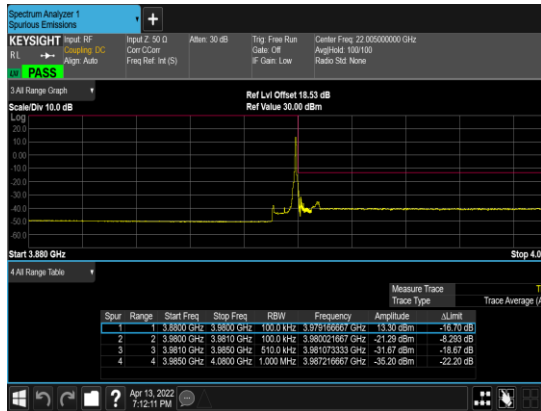 Spectrum Analyzer 1
Spurious Emissions
+
KEYSIGHT Input: RF Input Z: 50 Ω Atten: 30 dB Trig: Free Run Center Freq: 22.005000000 GHz
RL Coupling: DC Corr CCorr Gate: Off Avg|Hold: 100/100
Align: Auto Freq Ref: Int (S) IF Gain: Low Radio Std: None
PASS
3 All Range Graph
Ref Lvl Offset 18.53 dB
Scale/Div 10.0 dB Ref Value 30.00 dBm
Log
20.0
10.0
0.00
-10.0
-20.0
-30.0
-40.0
-50.0
-60.0
Start 3.880 GHz Stop 4.0
4 All Range Table
Measure Trace T
Trace Type Trace Average (A
Spur Range Start Freq Stop Freq RBW Frequency Amplitude ΔLimit
1 1 3.8800 GHz 3.9800 GHz 100.0 kHz 3.979166667 GHz 13.30 dBm -16.70 dB
2 2 3.9800 GHz 3.9810 GHz 100.0 kHz 3.980021667 GHz -21.29 dBm -8.293 dB
3 3 3.9810 GHz 3.9850 GHz 510.0 kHz 3.981073333 GHz -31.67 dBm -18.67 dB
4 4 3.9850 GHz 4.0800 GHz 1.000 MHz 3.987216667 GHz -35.20 dBm -22.20 dB
? Apr 13, 2022
7:12:11 PM